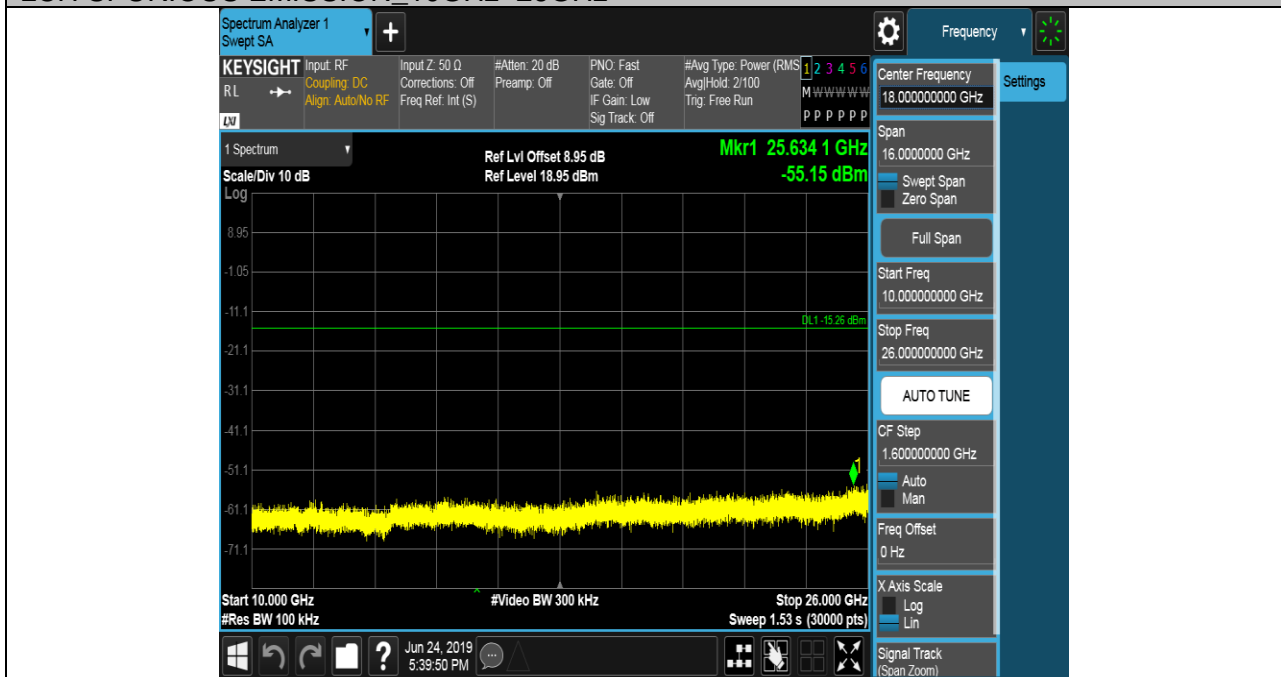 Spectrum Analyzer 1
Swept SA
Frequency
KEYSIGHT
RL
LXI
Input: RF
Coupling: DC
Align: Auto/No RF
Input Z: 50 Ω
Corrections: Off
Freq Ref: Int (S)
#Atten: 20 dB
Preamp: Off
PNO: Fast
Gate: Off
IF Gain: Low
Sig Track: Off
#Avg Type: Power (RMS
Avg|Hold: 2/100
Trig: Free Run
1 2 3 4 5 6
M W W W W W
P P P P P P
1 Spectrum
Scale/Div 10 dB
Ref Lvl Offset 8.95 dB
Ref Level 18.95 dBm
Mkr1 25.634 1 GHz
-55.15 dBm
Log
8.95
-1.05
-11.1
DL1 -15.26 dBm
-21.1
-31.1
-41.1
-51.1
1
-61.1
-71.1
Start 10.000 GHz
#Res BW 100 kHz
#Video BW 300 kHz
Stop 26.000 GHz
Sweep 1.53 s (30000 pts)
Jun 24, 2019
5:39:50 PM
Center Frequency
18.000000000 GHz
Settings
Span
16.0000000 GHz
Swept Span
Zero Span
Full Span
Start Freq
10.000000000 GHz
Stop Freq
26.000000000 GHz
AUTO TUNE
CF Step
1.600000000 GHz
Auto
Man
Freq Offset
0 Hz
X Axis Scale
Log
Lin
Signal Track
(Span Zoom)